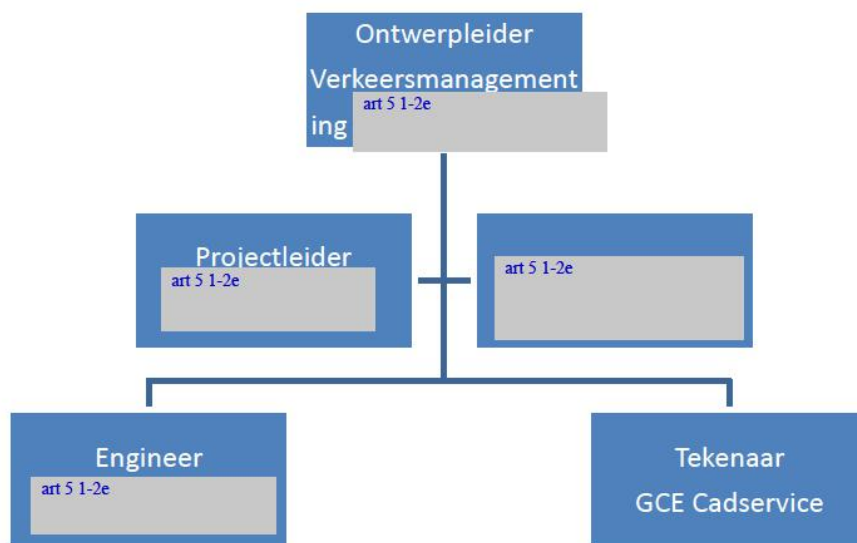 Ontwerpleider
Verkeersmanagement
ing
art 5 1-2e
Projectleider
art 5 1-2e
art 5 1-2e
Engineer
art 5 1-2e
Tekenaar
GCE Cadservice